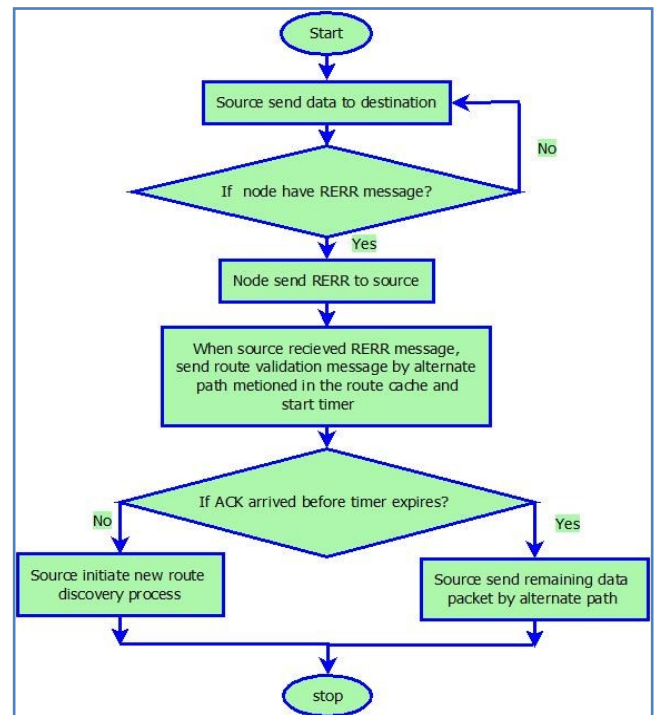 Start
Source send data to destination
No
If node have RERR message?
Yes
Node send RERR to source
When source recieved RERR message,
send route validation message by alternate
path metioned in the route cache and
start timer
If ACK arrived before timer expires?
No
Yes
Source initiate new route
discovery process
Source send remaining data
packet by alternate path
stop